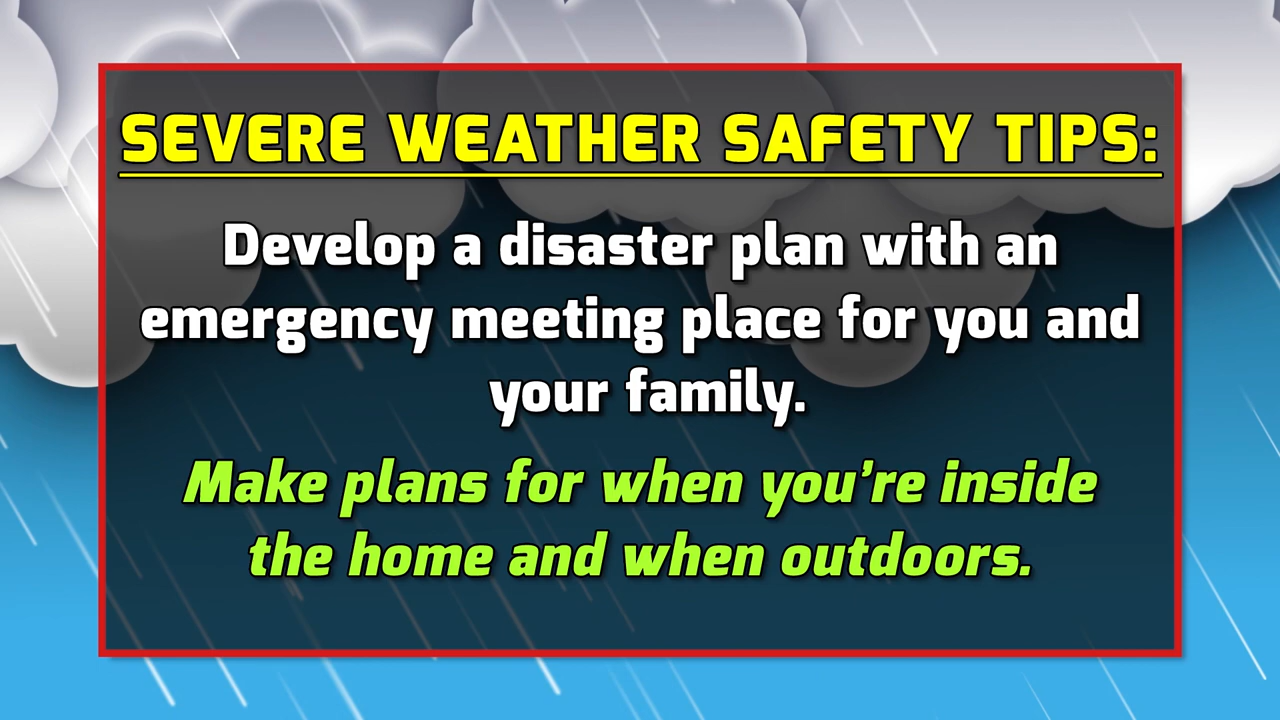 SEVERE WEATHER SAFETY TIPS:
Develop a disaster plan with an
emergency meeting place for you and
your family.
Make plans for when you’re inside
the home and when outdoors.